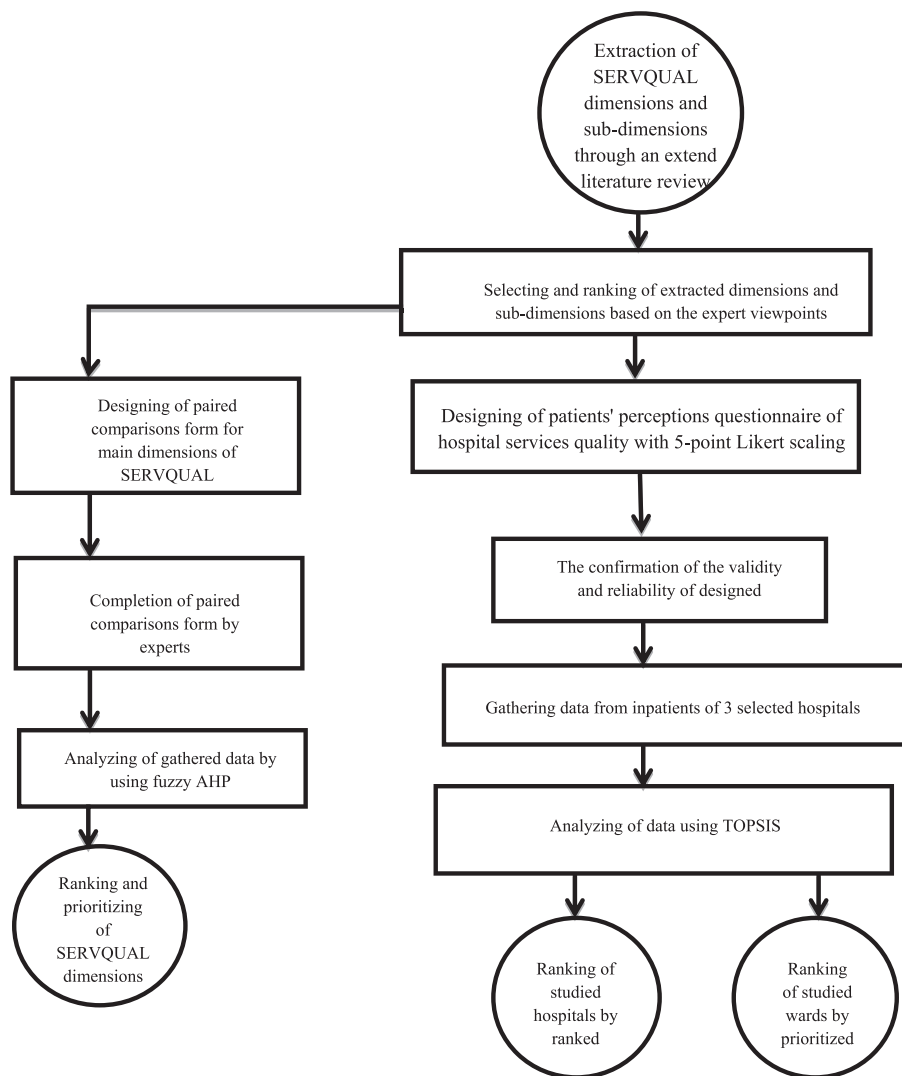 Extraction of
SERVQUAL
dimensions and
sub-dimensions
through an extend
literature review
Selecting and ranking of extracted dimensions and
sub-dimensions based on the expert viewpoints
Designing of paired
comparisons form for
main dimensions of
SERVQUAL
Designing of patients' perceptions questionnaire of
hospital services quality with 5-point Likert scaling
Completion of paired
comparisons form by
experts
The confirmation of the validity
and reliability of designed
Gathering data from inpatients of 3 selected hospitals
Analyzing of gathered data by
using fuzzy AHP
Analyzing of data using TOPSIS
Ranking and
prioritizing
of
SERVQUAL
dimensions
Ranking of
studied
hospitals by
ranked
Ranking
of studied
wards by
prioritized